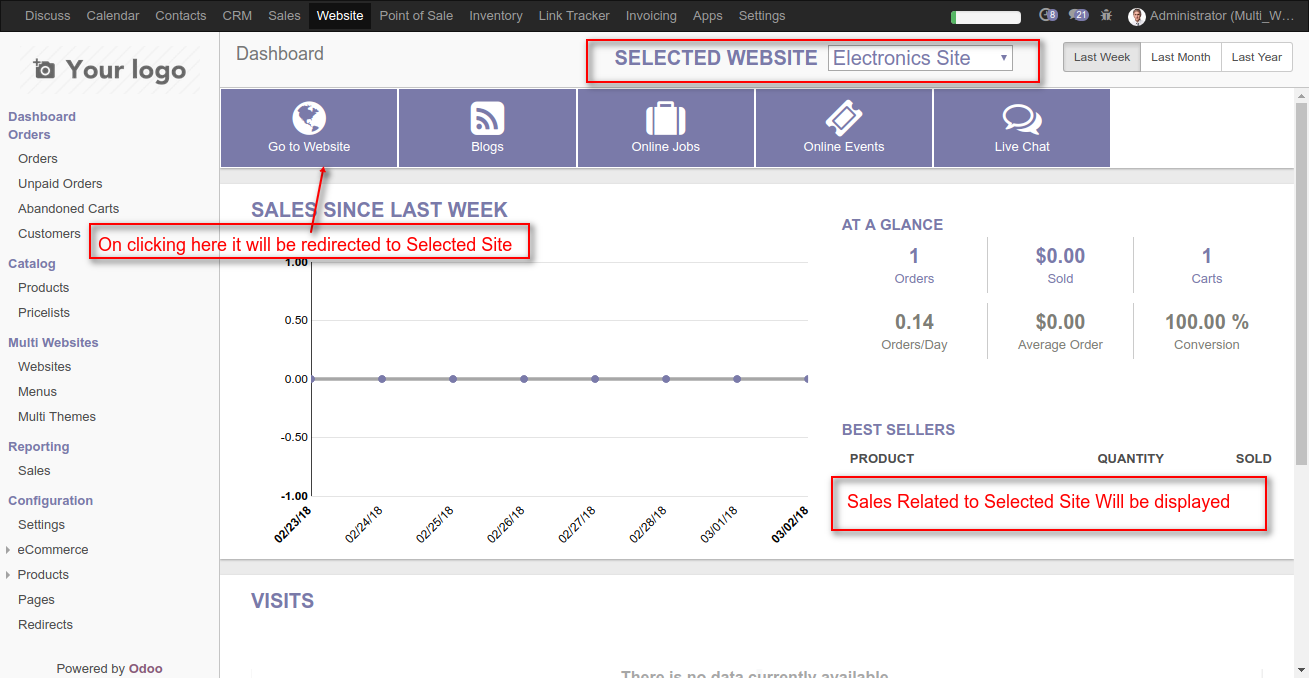 Discuss Calendar Contacts CRM Sales Website Point of Sale Inventory Link Tracker Invoicing Apps Settings 8 21 Administrator (Multi_W...
Your logo
Dashboard
SELECTED WEBSITE Electronics Site
Last Week Last Month Last Year
Dashboard
Orders
Orders
Unpaid Orders
Abandoned Carts
Customers
Catalog
Products
Pricelists
Multi Websites
Websites
Menus
Multi Themes
Reporting
Sales
Configuration
Settings
eCommerce
Products
Pages
Redirects
Powered by Odoo
Go to Website Blogs Online Jobs Online Events Live Chat
SALES SINCE LAST WEEK
On clicking here it will be redirected to Selected Site
1.00
0.50
0.00
-0.50
-1.00
02/23/18 02/24/18 02/25/18 02/26/18 02/27/18 02/28/18 03/01/18 03/02/18
AT A GLANCE
1 $0.00 1
Orders Sold Carts
0.14 $0.00 100.00 %
Orders/Day Average Order Conversion
BEST SELLERS
PRODUCT QUANTITY SOLD
Sales Related to Selected Site Will be displayed
VISITS
There is no data currently available